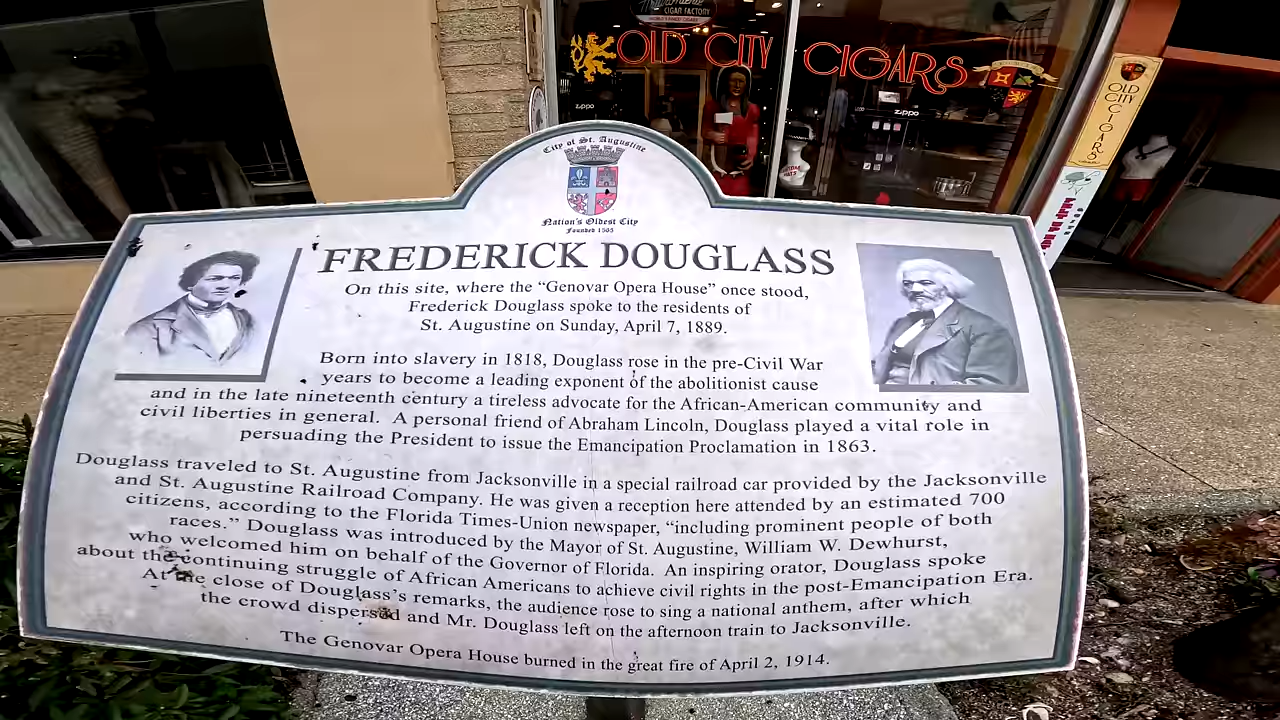 CIGAR FACTORY
OLD CITY CIGARS
zippo
zippo
OLD
CITY
CIGARS
City of St. Augustine
Nation's Oldest City
Founded 1565
FREDERICK DOUGLASS
On this site, where the “Genovar Opera House” once stood,
Frederick Douglass spoke to the residents of
St. Augustine on Sunday, April 7, 1889.
Born into slavery in 1818, Douglass rose in the pre-Civil War
years to become a leading exponent of the abolitionist cause
and in the late nineteenth century a tireless advocate for the African-American community and
civil liberties in general. A personal friend of Abraham Lincoln, Douglass played a vital role in
persuading the President to issue the Emancipation Proclamation in 1863.
Douglass traveled to St. Augustine from Jacksonville in a special railroad car provided by the Jacksonville
and St. Augustine Railroad Company. He was given a reception here attended by an estimated 700
citizens, according to the Florida Times-Union newspaper, “including prominent people of both
races.” Douglass was introduced by the Mayor of St. Augustine, William W. Dewhurst,
who welcomed him on behalf of the Governor of Florida. An inspiring orator, Douglass spoke
about the continuing struggle of African Americans to achieve civil rights in the post-Emancipation Era.
At the close of Douglass's remarks, the audience rose to sing a national anthem, after which
the crowd dispersed and Mr. Douglass left on the afternoon train to Jacksonville.
The Genovar Opera House burned in the great fire of April 2, 1914.